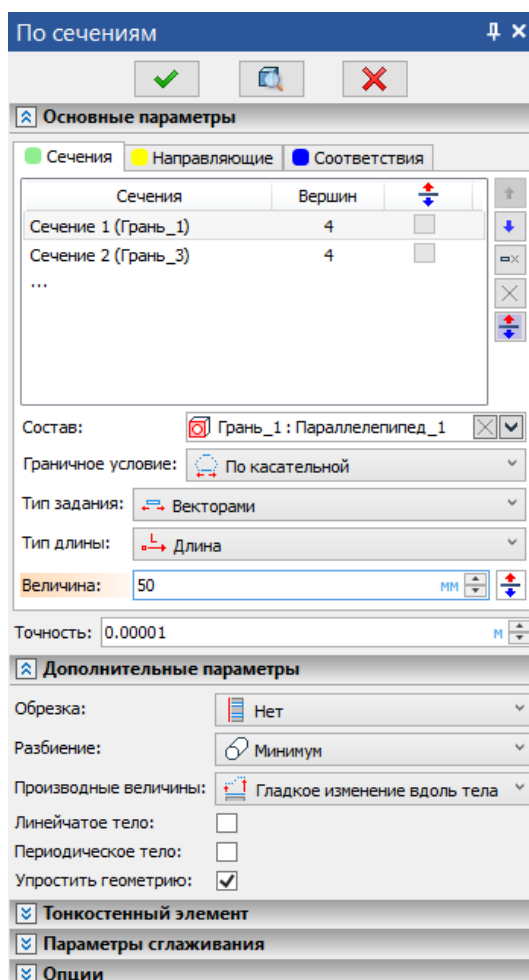 По сечениям
Основные параметры
Сечения Направляющие Соответствия
Сечения Вершин
Сечение 1 (Грань_1) 4
Сечение 2 (Грань_3) 4
...
Состав: Грань_1 : Параллелепипед_1
Граничное условие: По касательной
Тип задания: Векторами
Тип длины: L Длина
Величина: 50 мм
Точность: 0.00001 м
Дополнительные параметры
Обрезка: Нет
Разбиение: Минимум
Производные величины: Гладкое изменение вдоль тела
Линейчатое тело:
Периодическое тело:
Упростить геометрию:
Тонкостенный элемент
Параметры сглаживания
Опции